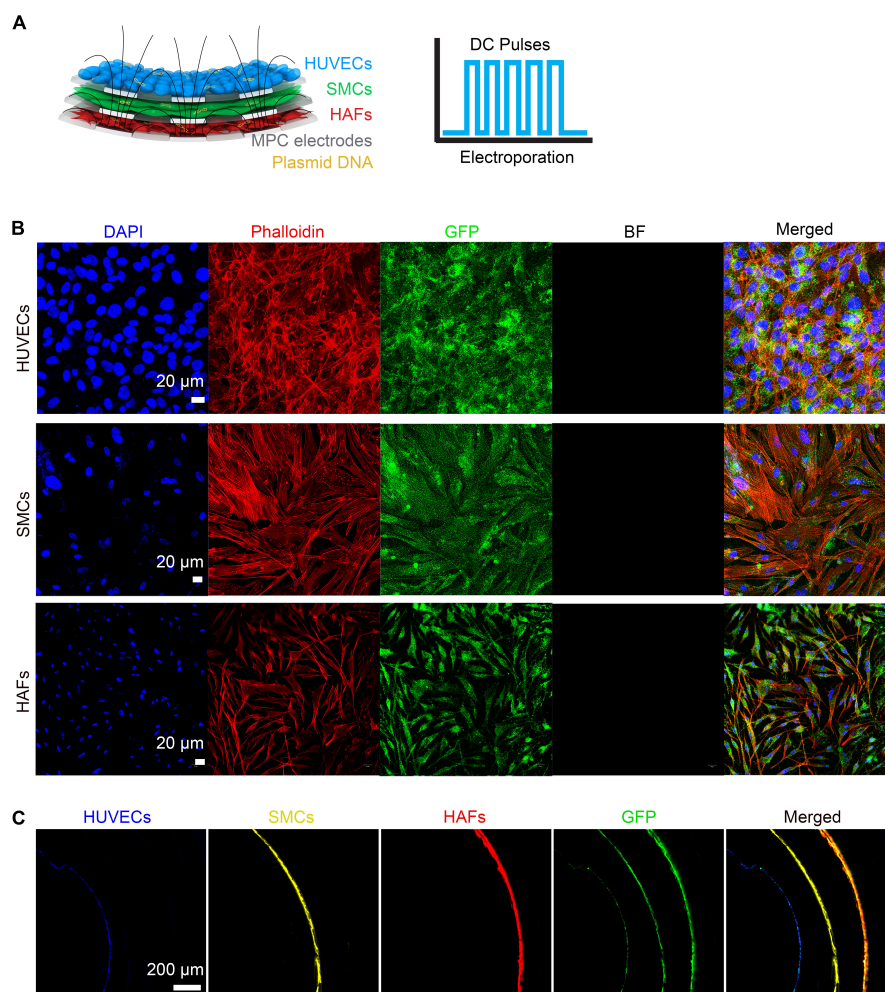 A
HUVECs
SMCs
HAFs
MPC electrodes
Plasmid DNA
DC Pulses
Electroporation
B
DAPI Phalloidin GFP BF Merged
HUVECs
20 µm
SMCs
20 µm
HAFs
20 µm
C
HUVECs SMCs HAFs GFP Merged
200 µm